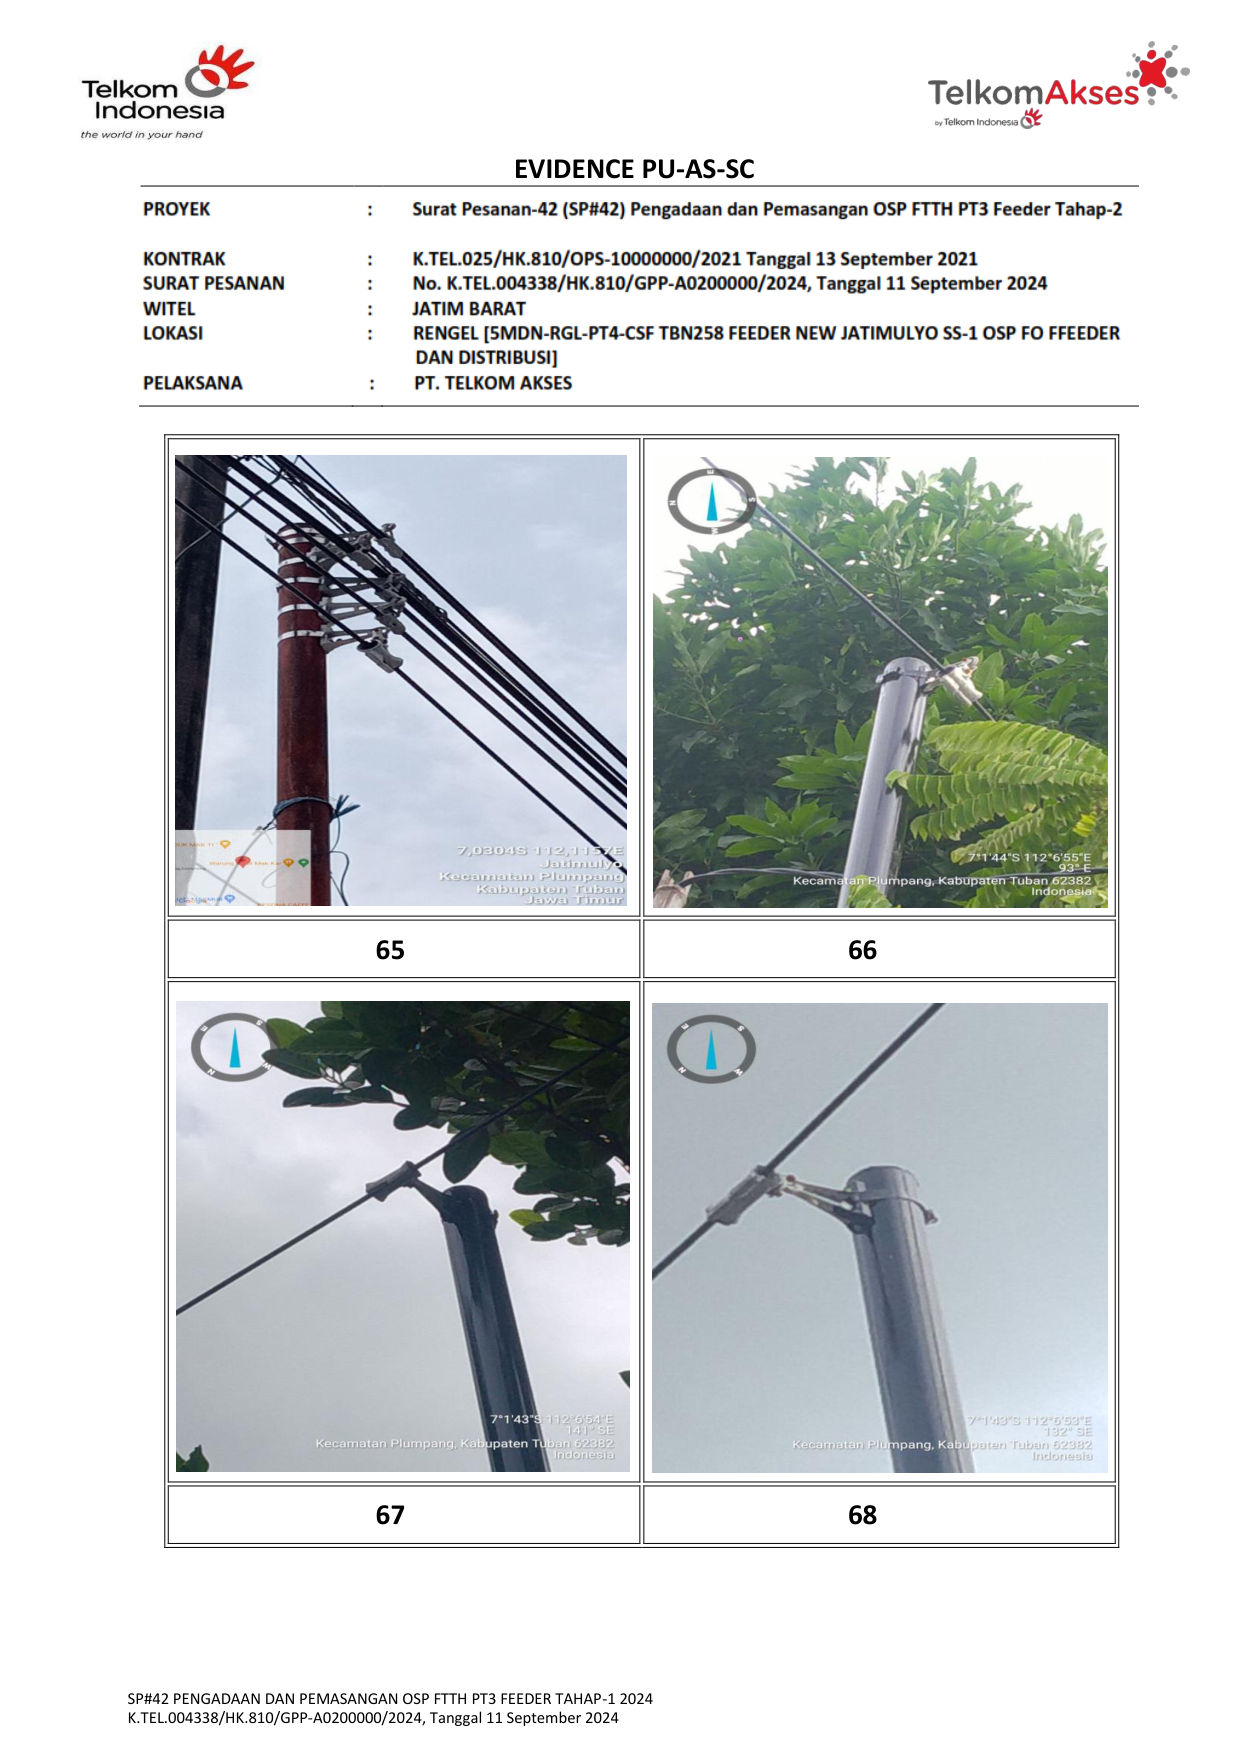 Telkom
Indonesia
the world in your hand
TelkomAkses
by Telkom Indonesia
EVIDENCE PU-AS-SC
PROYEK : Surat Pesanan-42 (SP#42) Pengadaan dan Pemasangan OSP FTTH PT3 Feeder Tahap-2
KONTRAK : K.TEL.025/HK.810/OPS-10000000/2021 Tanggal 13 September 2021
SURAT PESANAN : No. K.TEL.004338/HK.810/GPP-A0200000/2024, Tanggal 11 September 2024
WITEL : JATIM BARAT
LOKASI : RENGEL [5MDN-RGL-PT4-CSF TBN258 FEEDER NEW JATIMULYO SS-1 OSP FO FFEEDER
DAN DISTRIBUSI]
PELAKSANA : PT. TELKOM AKSES
7,0304S 112,1157E
Jatimulyo
Kecamatan Plumpang
Kabupaten Tuban
Jawa Timur
E
N
S
W
7°1'44"S 112°6'55"E
93° E
Kecamatan Plumpang, Kabupaten Tuban 62382
Indonesia
65
66
E
S
N
W
7°1'43"S 112°6'54"E
141° SE
Kecamatan Plumpang, Kabupaten Tuban 62382
Indonesia
E
S
N
W
7°1'43"S 112°6'53"E
132° SE
Kecamatan Plumpang, Kabupaten Tuban 62382
Indonesia
67
68
SP#42 PENGADAAN DAN PEMASANGAN OSP FTTH PT3 FEEDER TAHAP-1 2024
K.TEL.004338/HK.810/GPP-A0200000/2024, Tanggal 11 September 2024